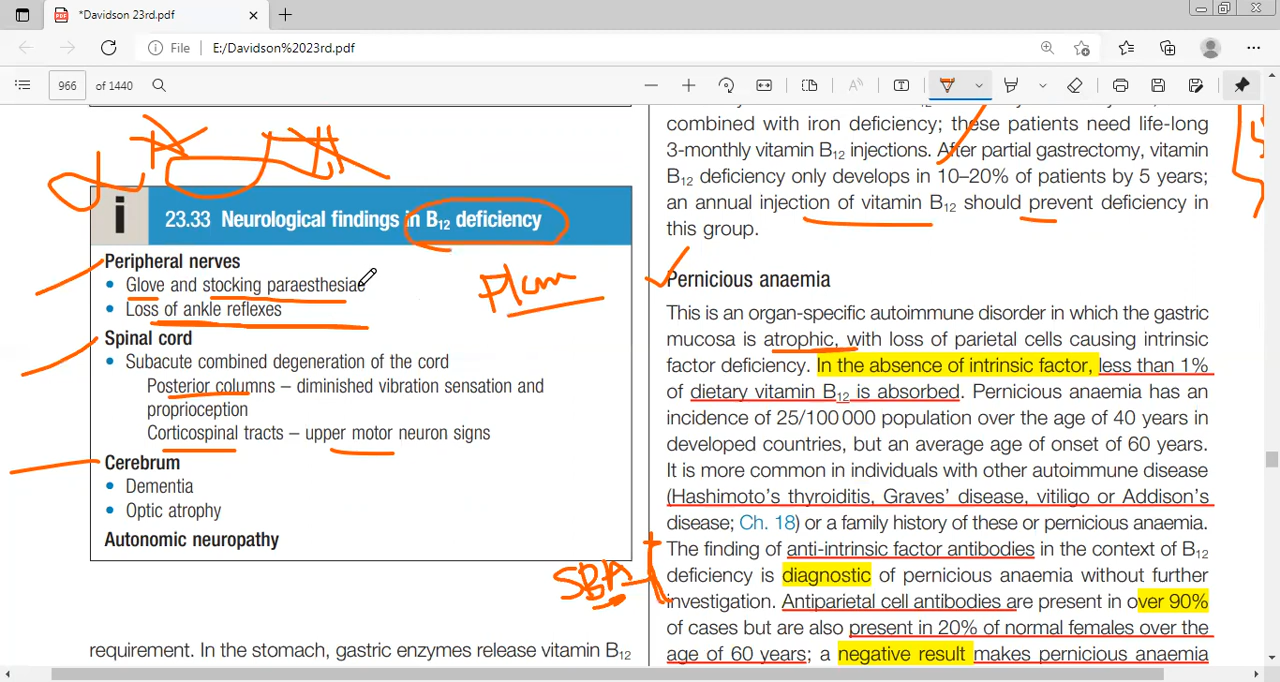 *Davidson 23rd.pdf
File
E:/Davidson%2023rd.pdf
966 of 1440
23.33 Neurological findings in B12 deficiency
Peripheral nerves
• Glove and stocking paraesthesiae
• Loss of ankle reflexes
Spinal cord
• Subacute combined degeneration of the cord
Posterior columns – diminished vibration sensation and
proprioception
Corticospinal tracts – upper motor neuron signs
Cerebrum
• Dementia
• Optic atrophy
Autonomic neuropathy
SBA
requirement. In the stomach, gastric enzymes release vitamin B12
combined with iron deficiency; these patients need life-long
3-monthly vitamin B12 injections. After partial gastrectomy, vitamin
B12 deficiency only develops in 10–20% of patients by 5 years;
an annual injection of vitamin B12 should prevent deficiency in
this group.
Pernicious anaemia
This is an organ-specific autoimmune disorder in which the gastric
mucosa is atrophic, with loss of parietal cells causing intrinsic
factor deficiency. In the absence of intrinsic factor, less than 1%
of dietary vitamin B12 is absorbed. Pernicious anaemia has an
incidence of 25/100 000 population over the age of 40 years in
developed countries, but an average age of onset of 60 years.
It is more common in individuals with other autoimmune disease
(Hashimoto's thyroiditis, Graves' disease, vitiligo or Addison's
disease; Ch. 18) or a family history of these or pernicious anaemia.
The finding of anti-intrinsic factor antibodies in the context of B12
deficiency is diagnostic of pernicious anaemia without further
investigation. Antiparietal cell antibodies are present in over 90%
of cases but are also present in 20% of normal females over the
age of 60 years; a negative result makes pernicious anaemia